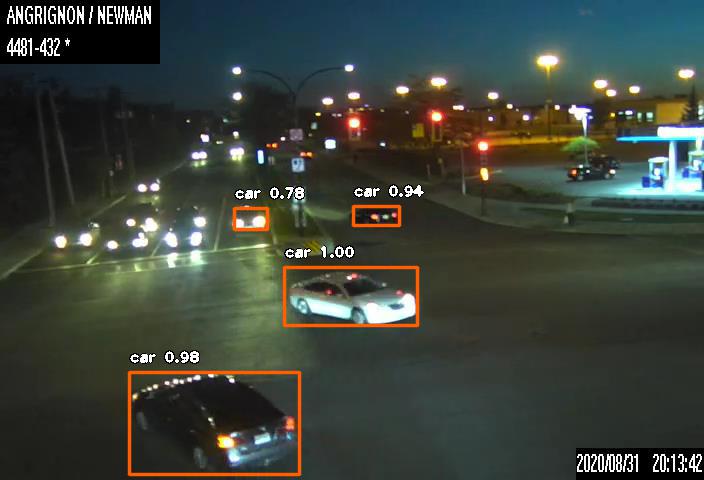 ANGRIGNON / NEWMAN
4481-432 *
car 0.78
car 0.94
car 1.00
car 0.98
2020/08/31 20:13:42